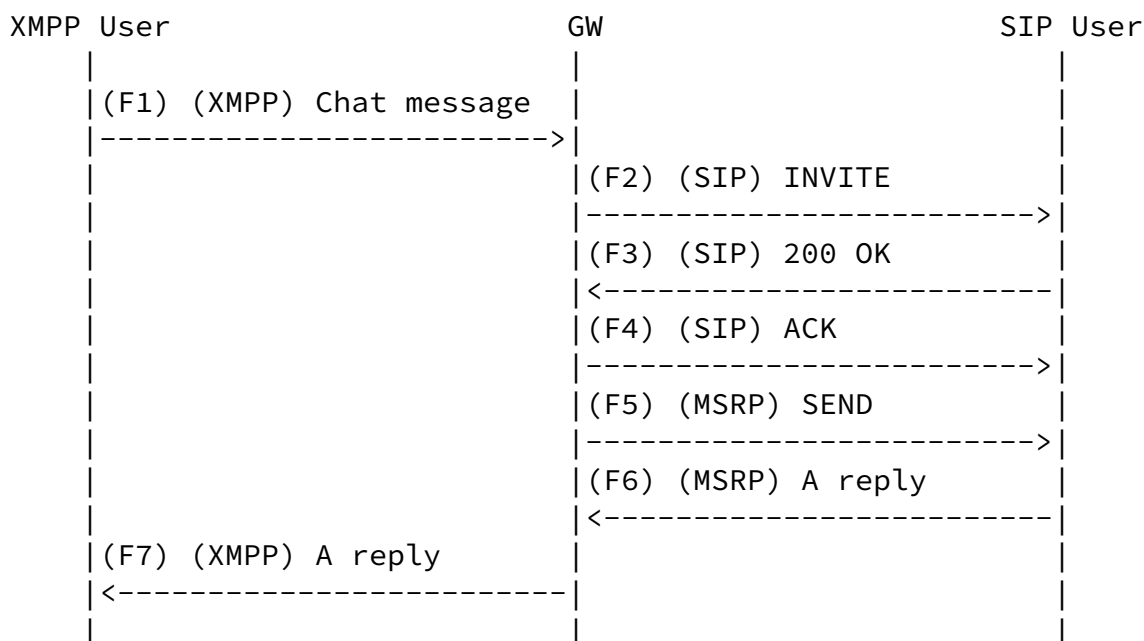 XMPP User GW SIP User
(F1) (XMPP) Chat message
(F2) (SIP) INVITE
(F3) (SIP) 200 OK
(F4) (SIP) ACK
(F5) (MSRP) SEND
(F6) (MSRP) A reply
(F7) (XMPP) A reply